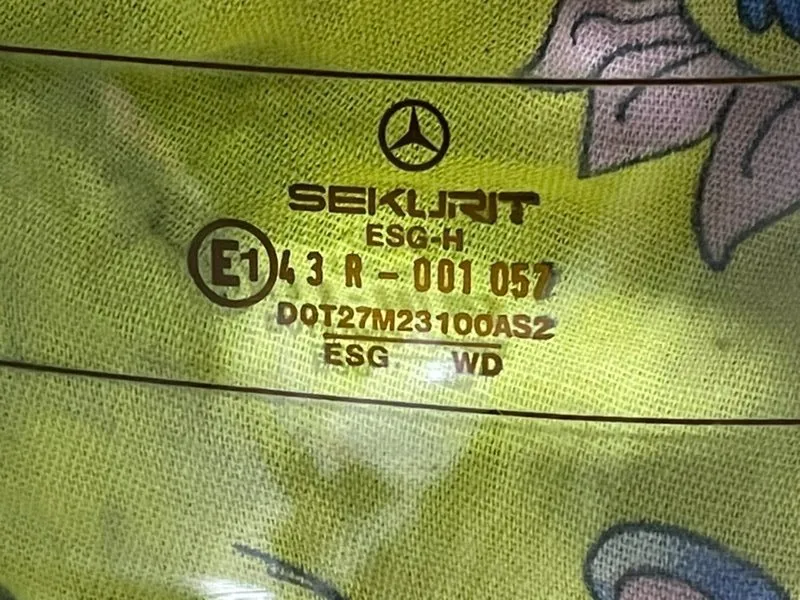 SEKURIT
ESG-H
E1 43 R - 001 057
DOT27M23100AS2
ESG WD